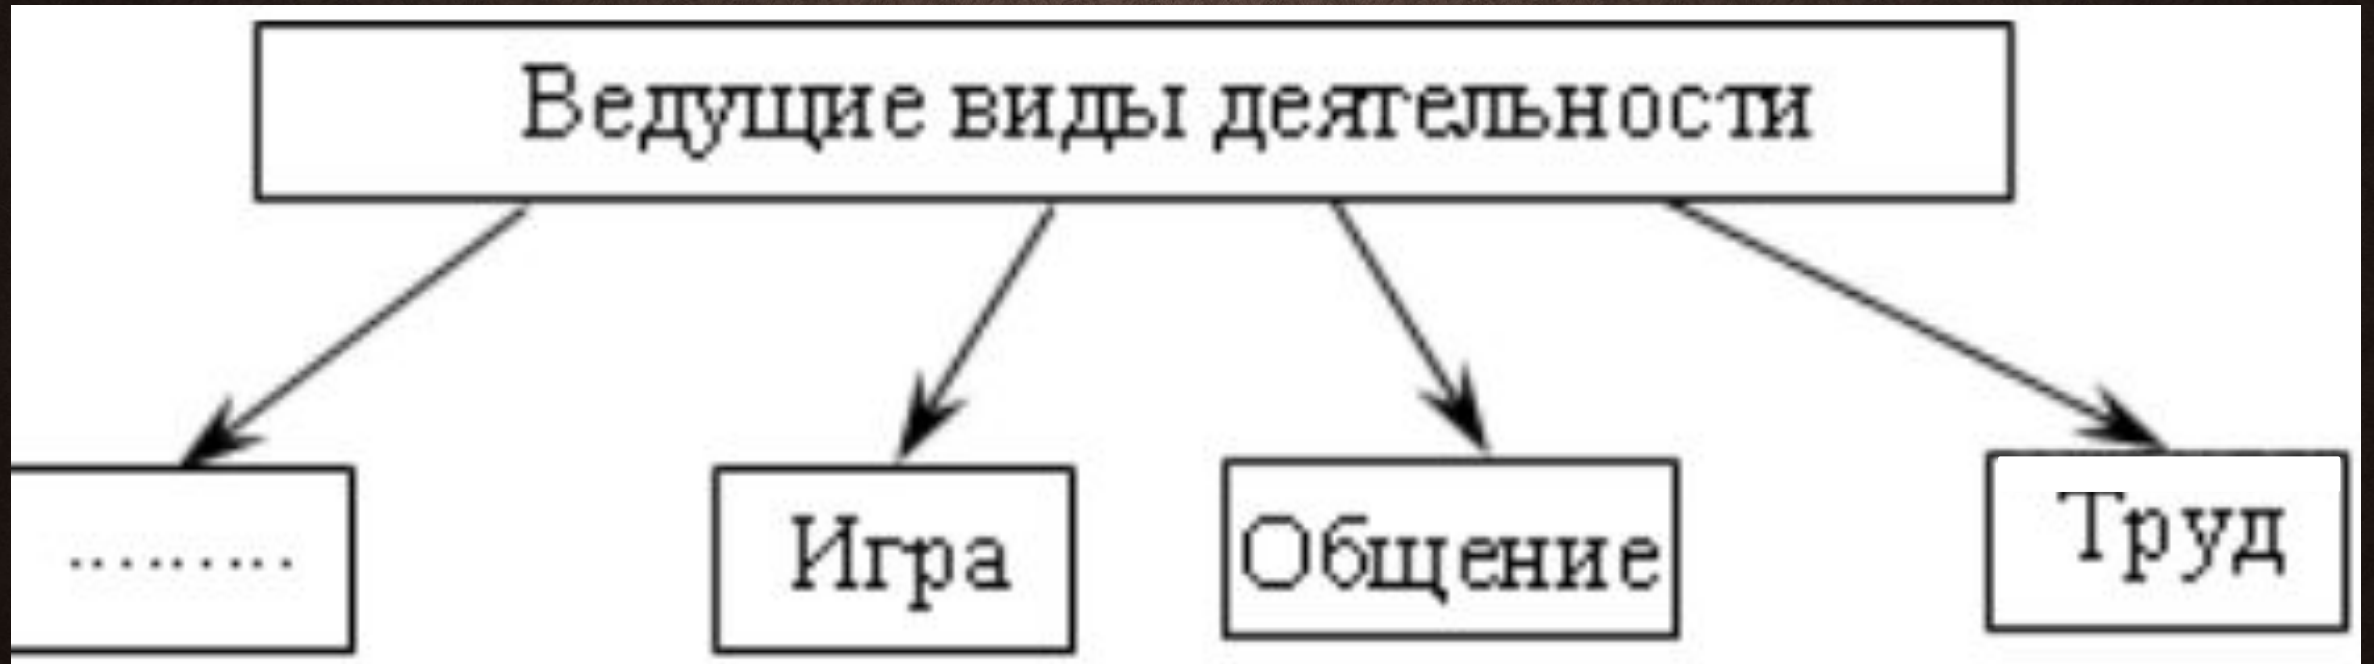 Ведущие виды деятельности
.........
Игра
Общение
Труд